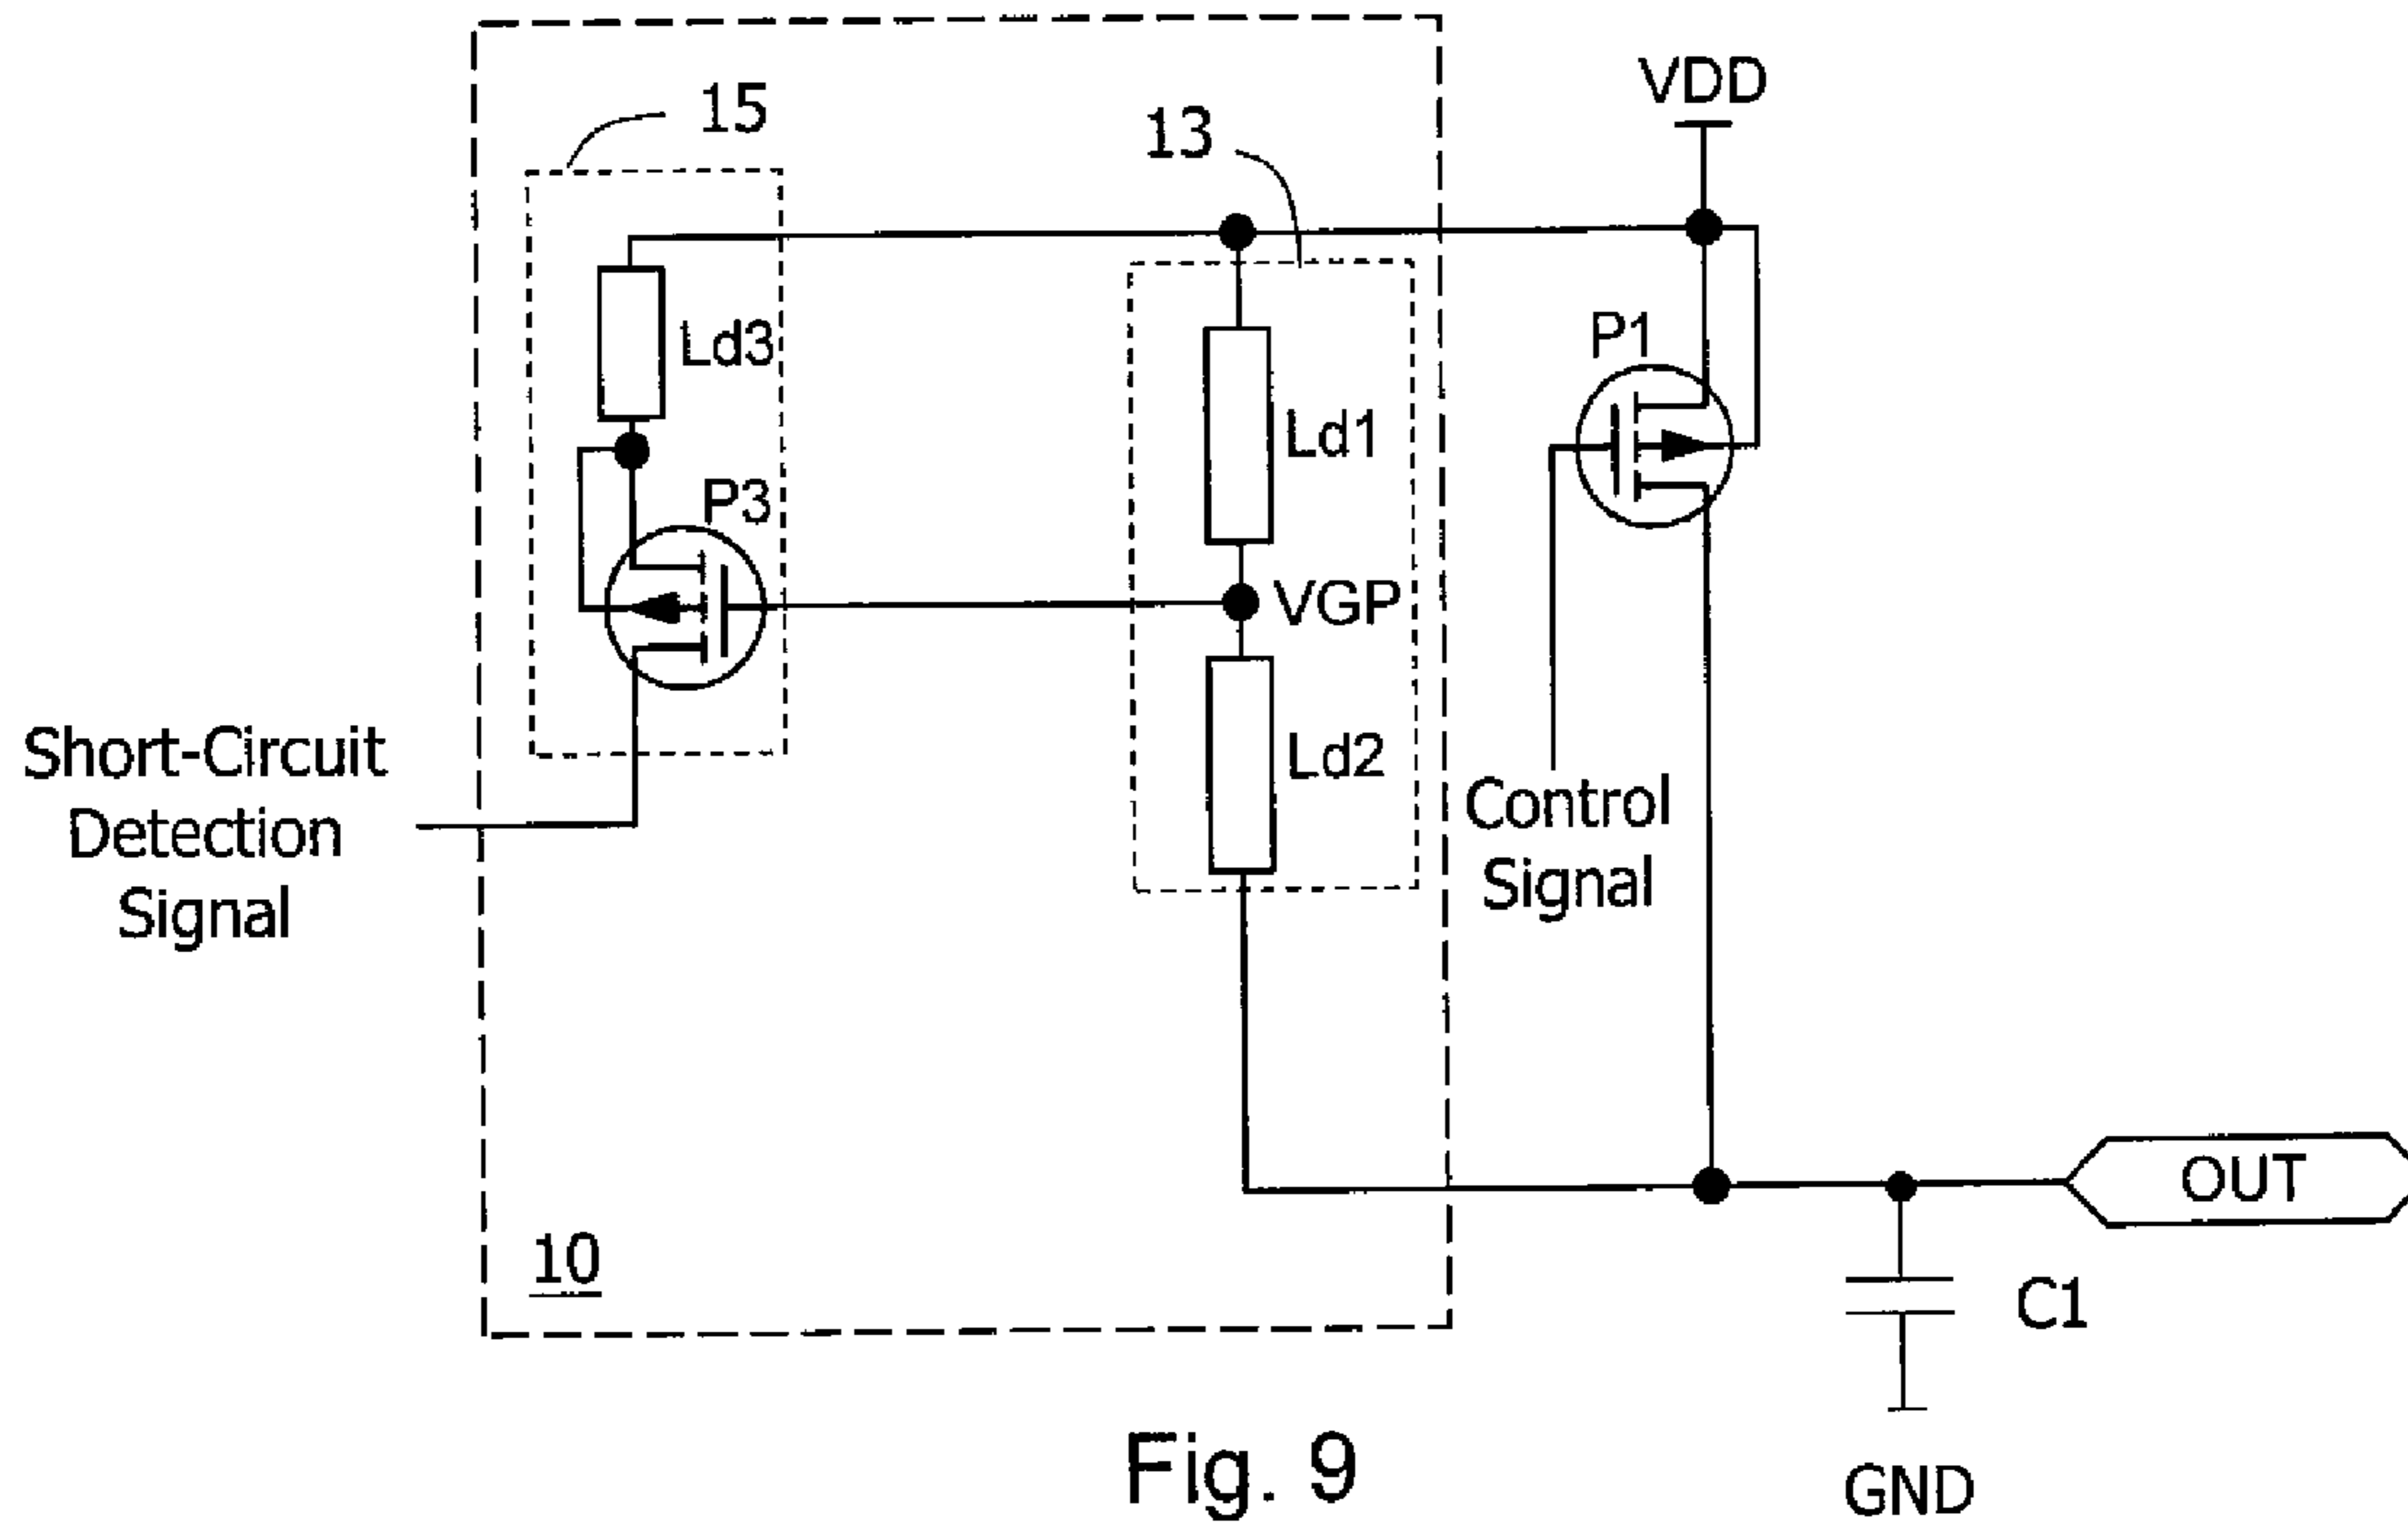 15
13
VDD
Ld3
P1
Ld1
P3
VGP
Short-Circuit
Detection
Signal
Ld2
Control
Signal
OUT
10
C1
GND
Fig. 9